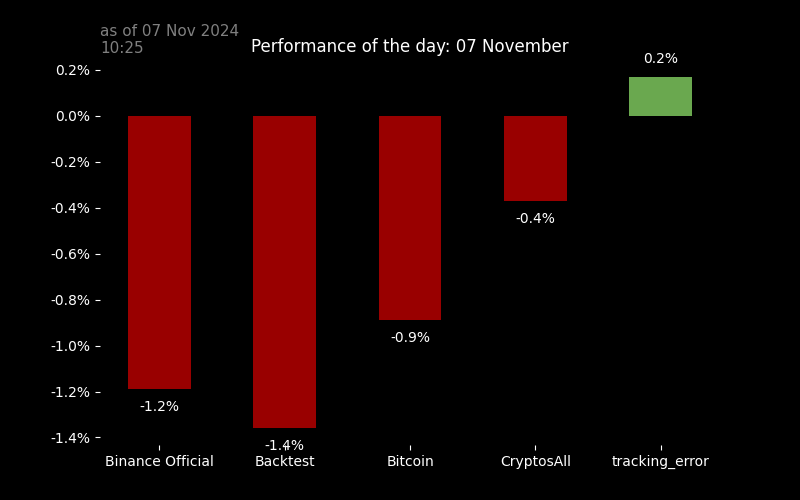 as of 07 Nov 2024
10:25
Performance of the day: 07 November
0.2%
0.2%
0.0%
-0.2%
-0.4%
-0.4%
-0.6%
-0.8%
-0.9%
-1.0%
-1.2%
-1.2%
-1.4%
-1.4%
Binance Official
Backtest
Bitcoin
CryptosAll
tracking_error